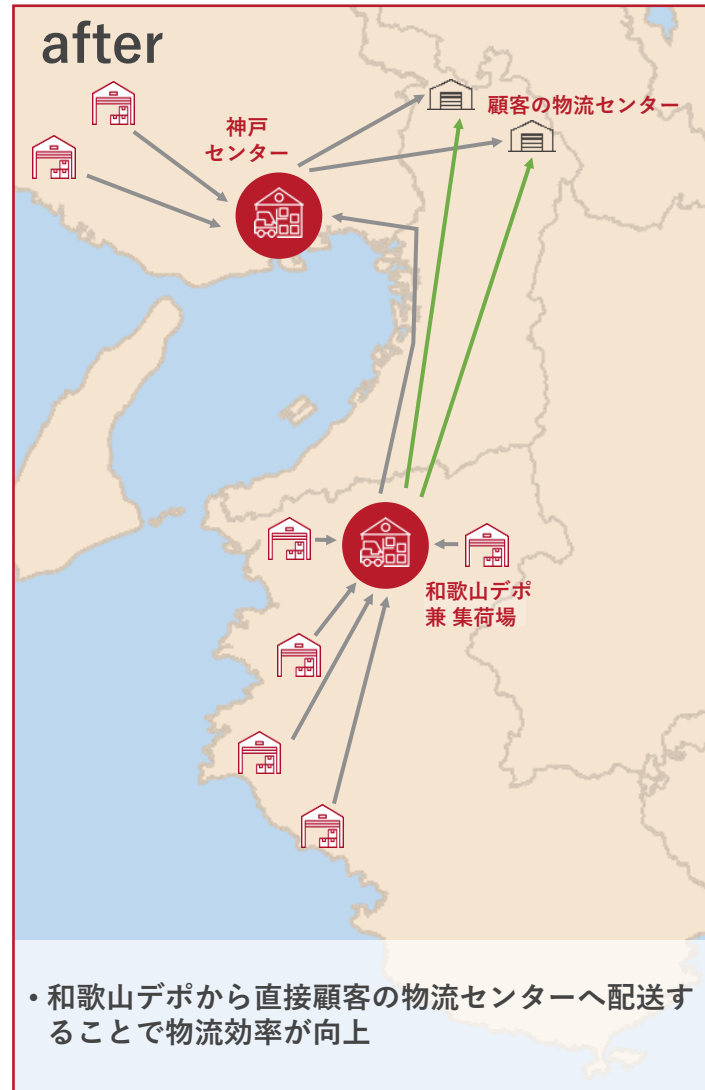 after
神戸
センター
顧客の物流センター
和歌山デポ
兼 集荷場
・和歌山デポから直接顧客の物流センターへ配送す
ることで物流効率が向上